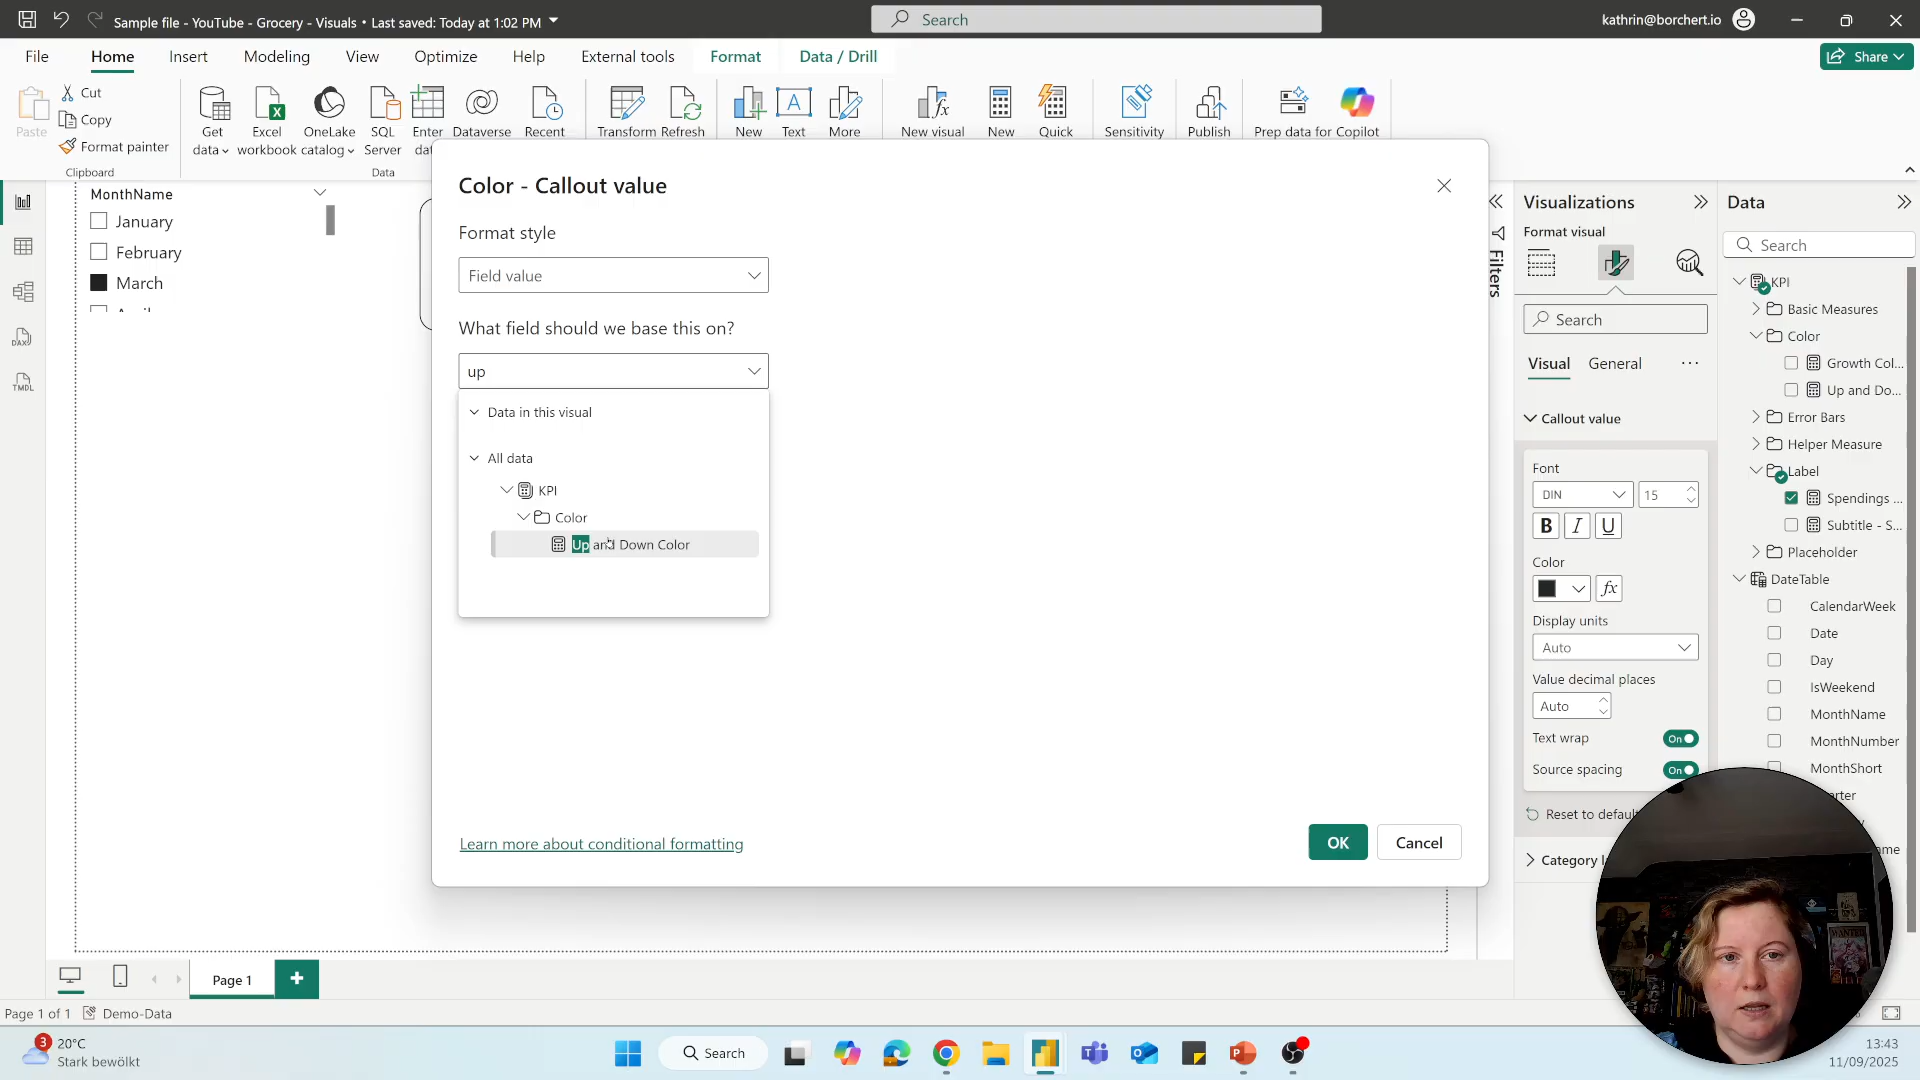 Sample file - YouTube - Grocery - Visuals • Last saved: Today at 1:02 PM
Search
kathrin@borchert.io
File
Home
Insert
Modeling
View
Optimize
Help
External tools
Format
Data / Drill
Share
Paste
Cut
Copy
Format painter
Clipboard
Get
data
Excel
workbook
OneLake
catalog
SQL
Server
Enter
Dataverse
Recent
Data
Transform
Refresh
New
Text
More
New visual
New
Quick
Sensitivity
Publish
Prep data for
Copilot
MonthName
January
February
March
Color - Callout value
Format style
Field value
What field should we base this on?
up
Data in this visual
All data
KPI
Color
Up and Down Color
Learn more about conditional formatting
OK
Cancel
Filters
Visualizations
Format visual
Search
Visual
General
...
Callout value
Font
DIN
15
B
I
U
Color
fx
Display units
Auto
Value decimal places
Auto
Text wrap
On
Source spacing
On
Reset to default
Data
Search
KPI
Basic Measures
Color
Growth Col...
Up and Do...
Error Bars
Helper Measure
Label
Spendings ...
Subtitle - S...
Placeholder
DateTable
CalendarWeek
Date
Day
IsWeekend
MonthName
MonthNumber
MonthShort
DAX
TMDL
Page 1
Page 1 of 1
Demo-Data
3
20°C
Stark bewölkt
Search
13:43
11/09/2025